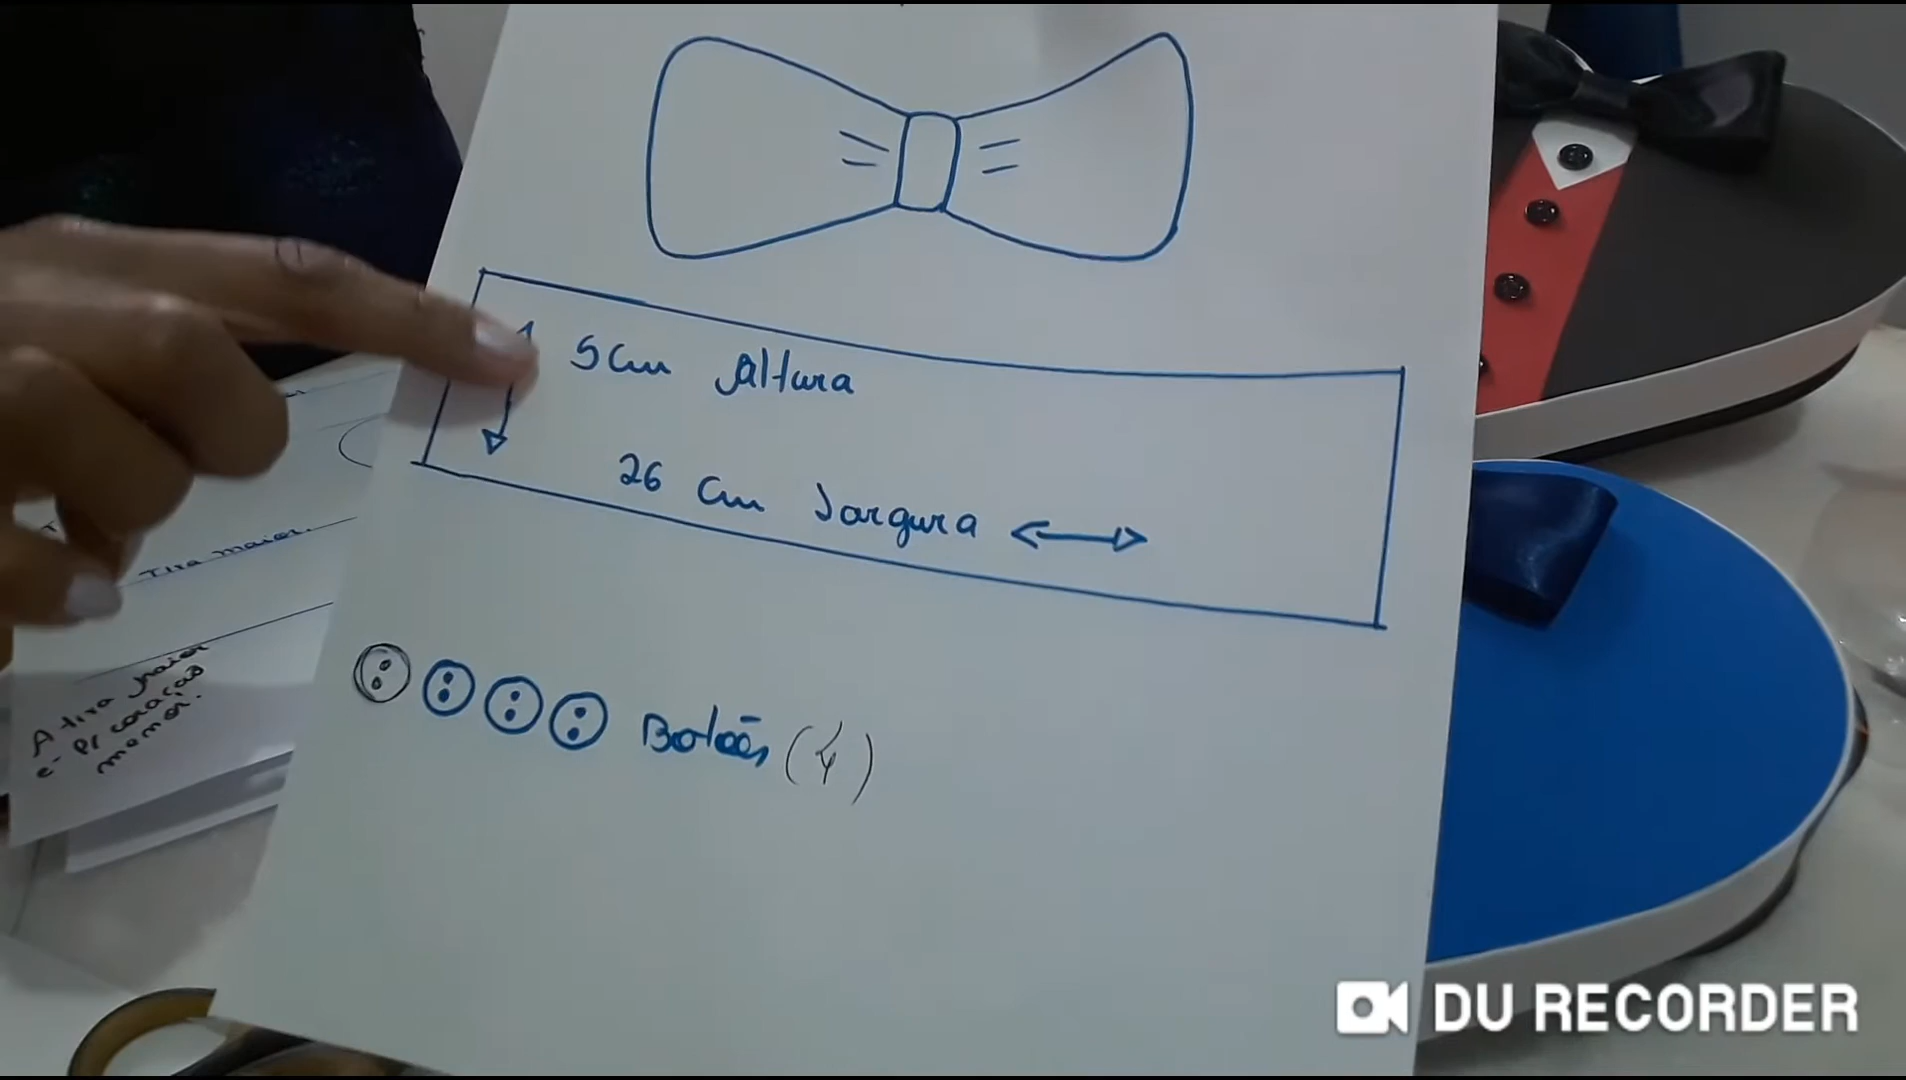 5cm Altura
26 cm Largura
Botões (4)
Tira maior.
A tira maior
e- p/ coração
menor.
DU RECORDER